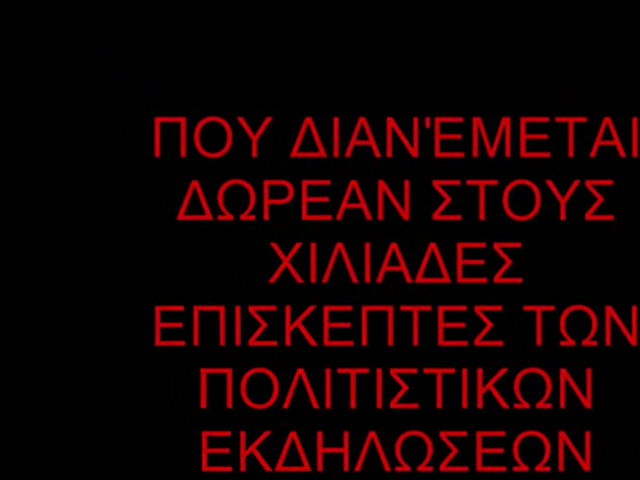 ΠΟΥ ΔΙΑΝ'ΕΜΕΤΑΙ
ΔΩΡΕΑΝ ΣΤΟΥΣ
ΧΙΛΙΑΔΕΣ
ΕΠΙΣΚΕΠΤΕΣ ΤΩΝ
ΠΟΛΙΤΙΣΤΙΚΩΝ
ΕΚΔΗΛΩΣΕΩΝ